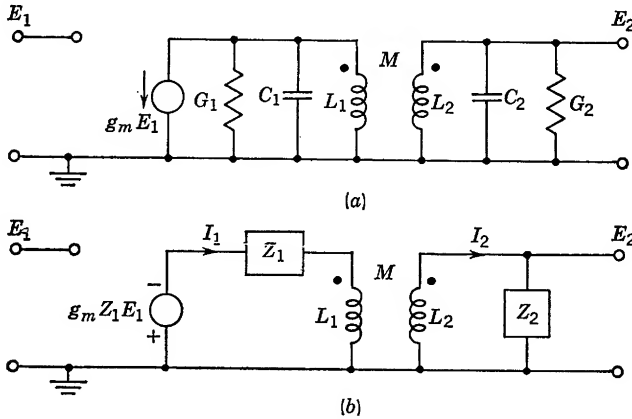 E₁ E₂
M
G₁ C₁ L₁ L₂ C₂ G₂
gₘE₁
(a)
E₁ I₁ Z₁ I₂ E₂
M
− 
gₘZ₁E₁ L₁ L₂ Z₂
+
(b)